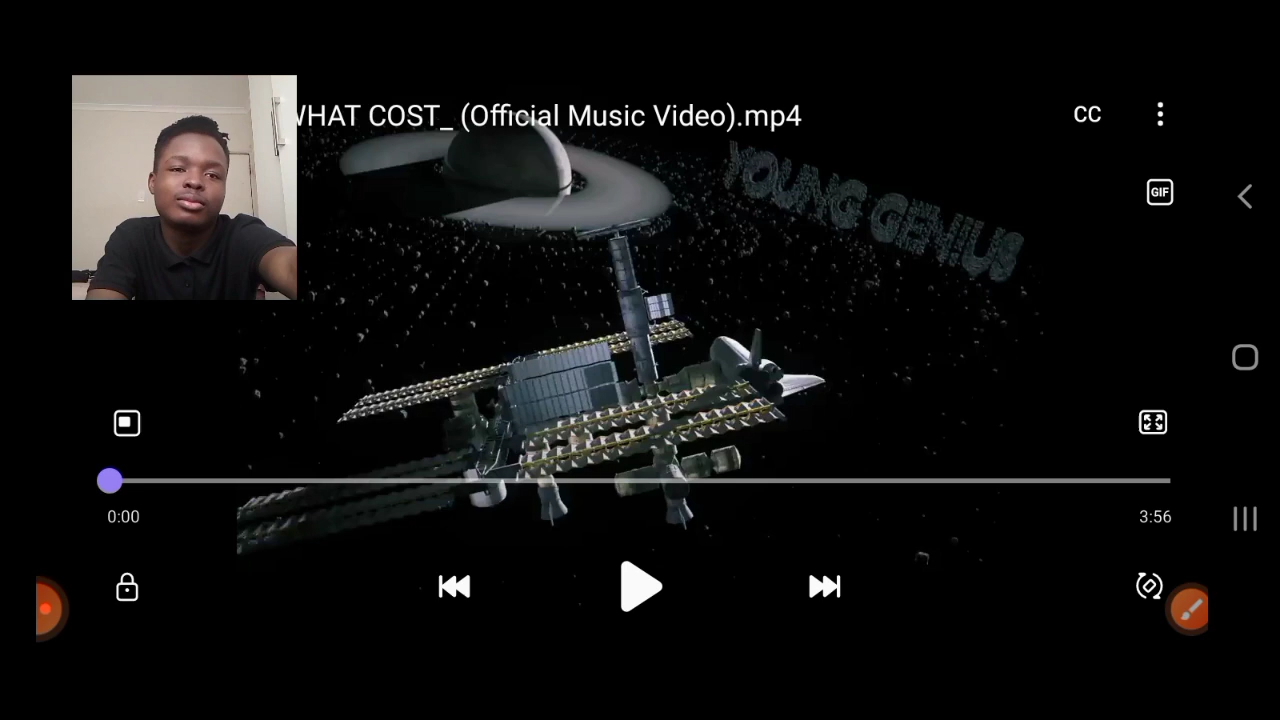 WHAT COST_ (Official Music Video).mp4
CC
YOUNG GENIUS
GIF
0:00
3:56